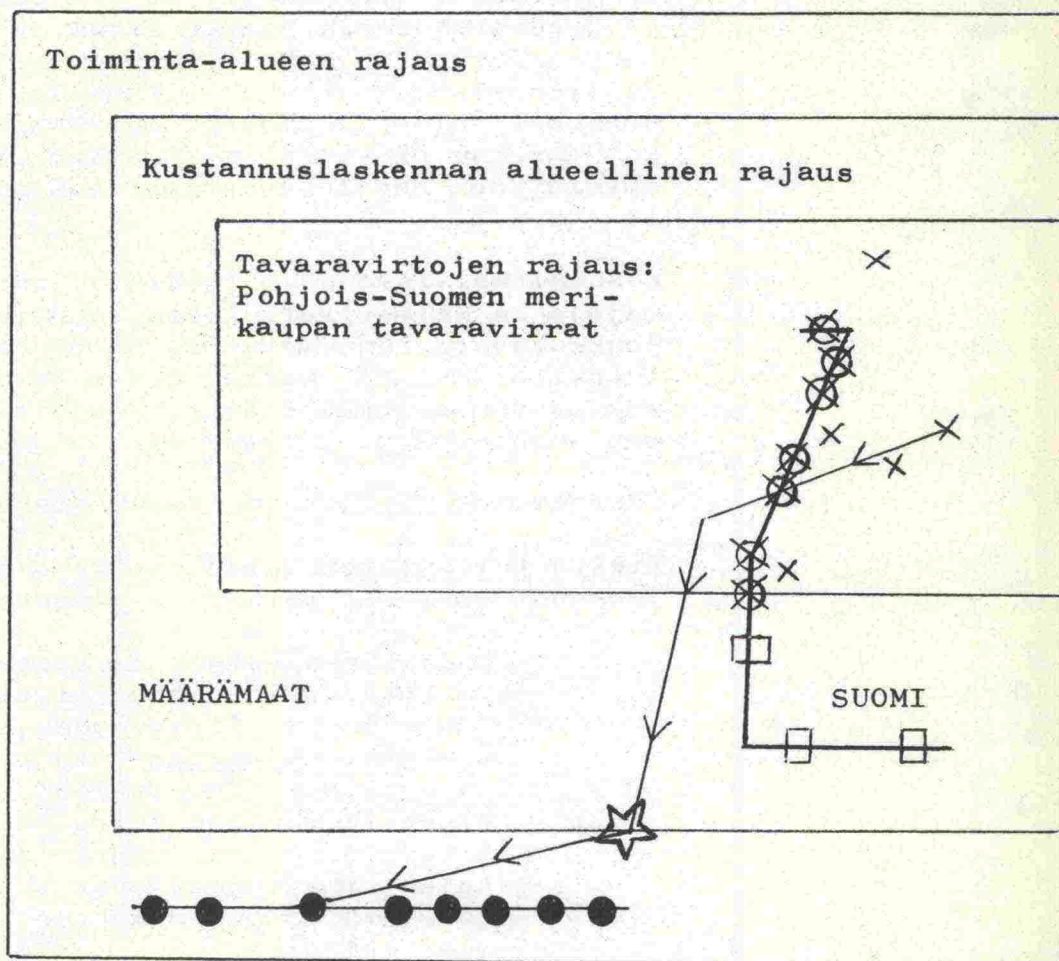 Toiminta-alueen rajaus
Kustannuslaskennan alueellinen rajaus
Tavaravirtojen rajaus:
Pohjois-Suomen meri-
kaupan tavaravirrat
MÄÄRÄMAAT
SUOMI